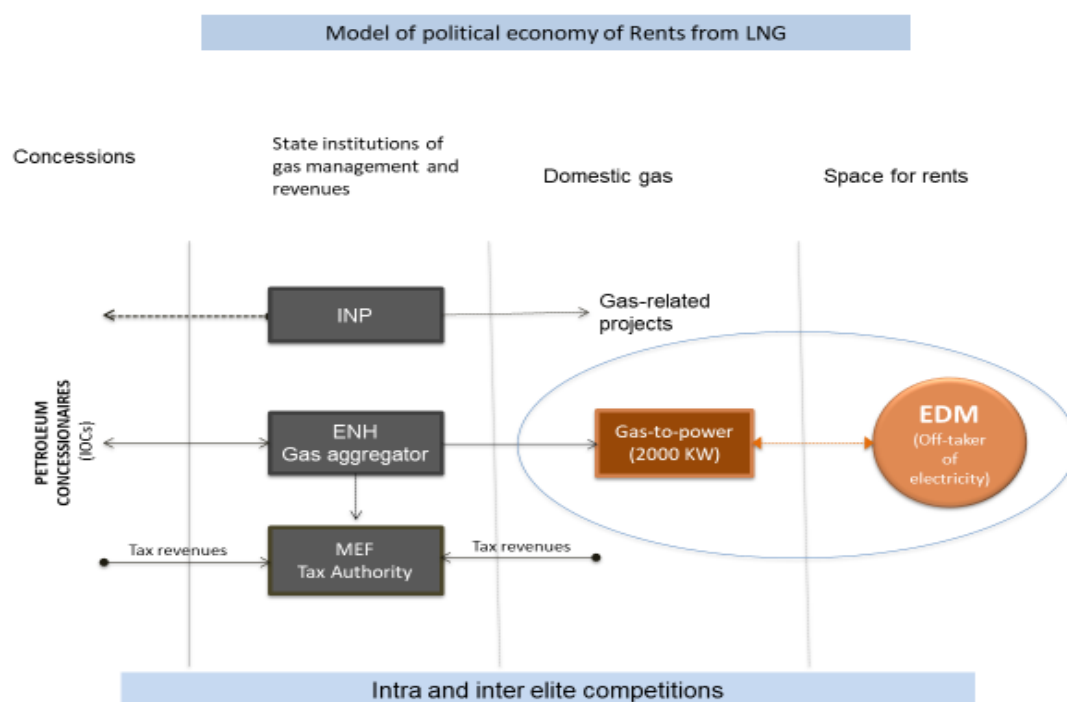 Model of political economy of Rents from LNG
Concessions
State institutions of
gas management and
revenues
Domestic gas
Space for rents
INP
Gas-related
projects
PETROLEUM
CONCESSIONAIRES
(IOCs)
ENH
Gas aggregator
Gas-to-power
(2000 KW)
EDM
(Off-taker
of
electricity)
Tax revenues
MEF
Tax Authority
Tax revenues
Intra and inter elite competitions